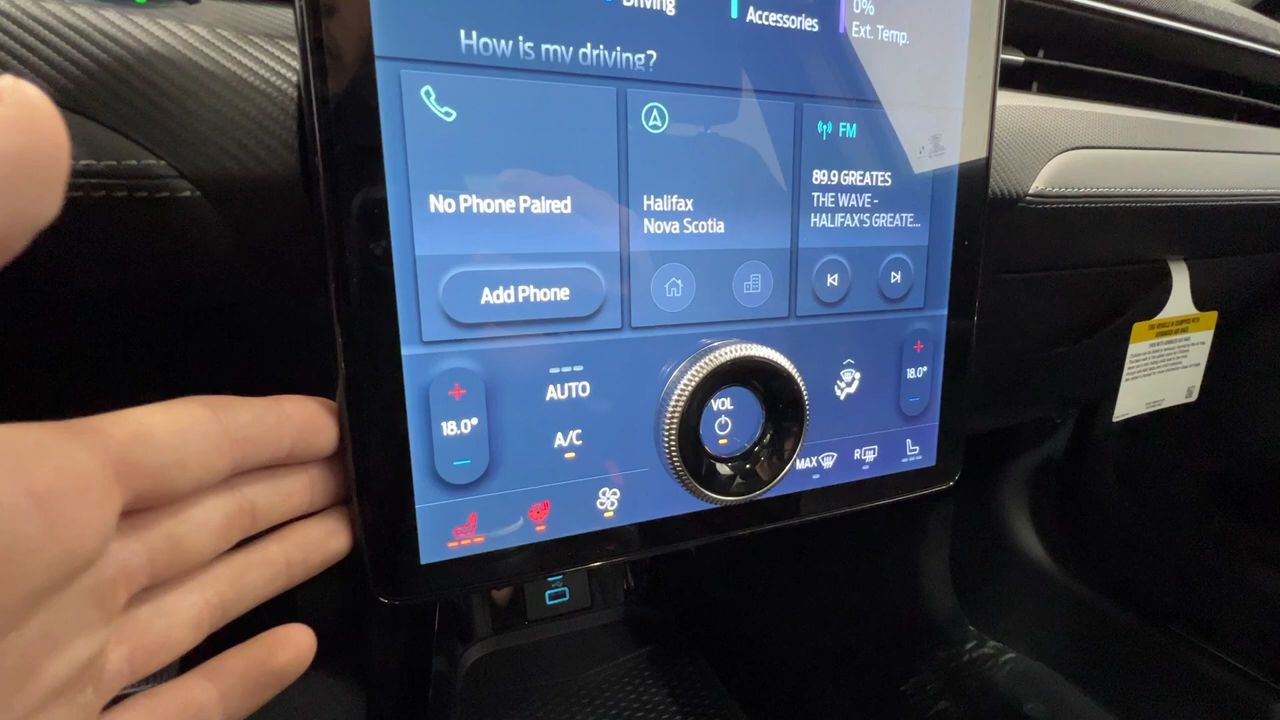 Driving
Accessories
0%
Ext. Temp.
How is my driving?
FM
No Phone Paired
Halifax
Nova Scotia
89.9 GREATES
THE WAVE -
HALIFAX'S GREATE...
Add Phone
18.0°
AUTO
A/C
VOL
18.0°
MAX
R